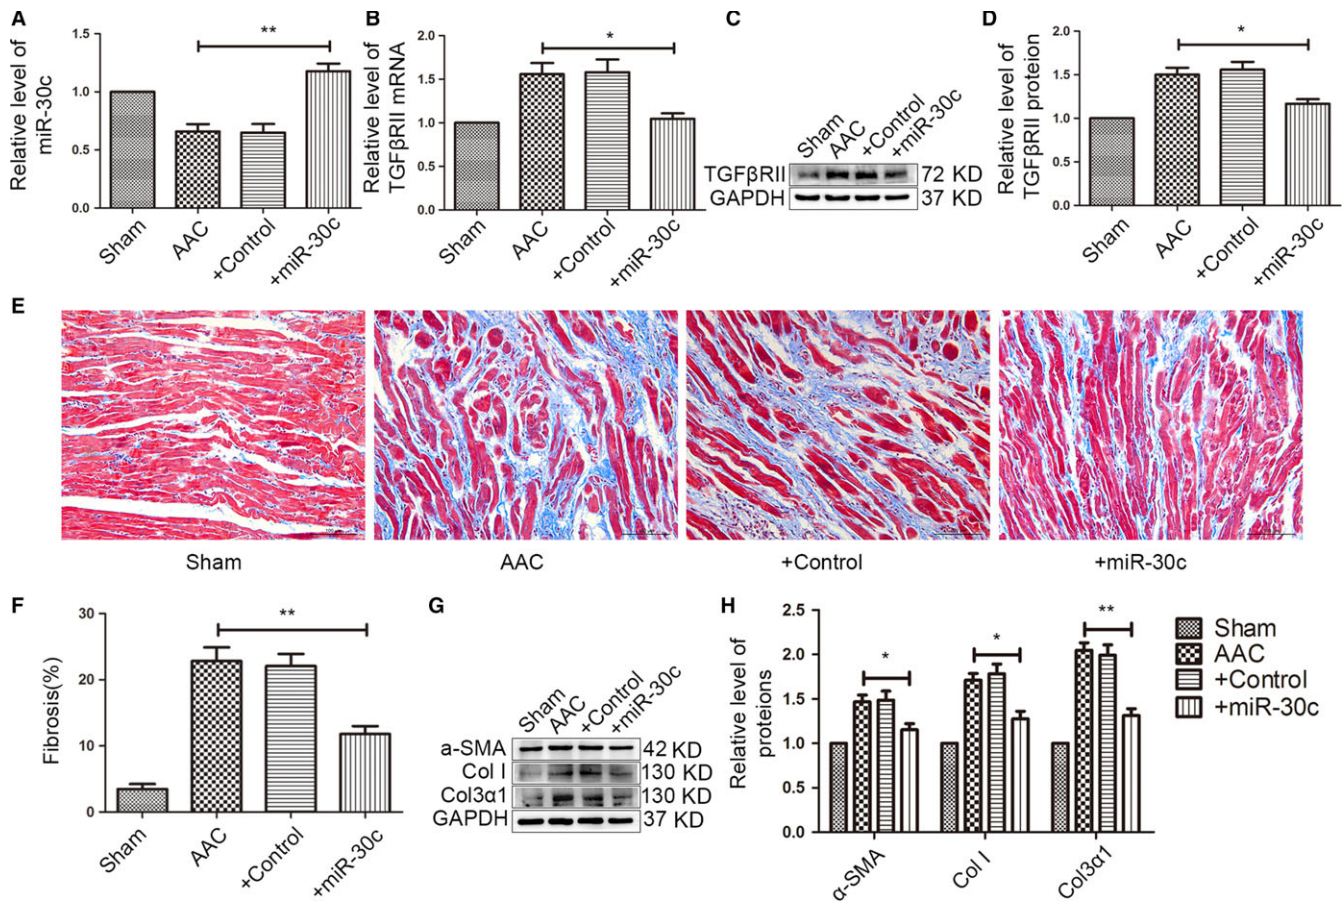 A
Relative level of
miR-30c
1.5
1.0
0.5
0.0
**
Sham
AAC
+Control
+miR-30c
B
Relative level of
TGFβRII mRNA
2.0
1.5
1.0
0.5
0.0
*
Sham
AAC
+Control
+miR-30c
C
Sham
AAC
+Control
+miR-30c
TGFβRII 72 KD
GAPDH 37 KD
D
Relative level of
TGFβRII proteion
2.0
1.5
1.0
0.5
0.0
*
Sham
AAC
+Control
+miR-30c
E
Sham
AAC
+Control
+miR-30c
F
Fibrosis(%)
30
20
10
0
**
Sham
AAC
+Control
+miR-30c
G
Sham
AAC
+Control
+miR-30c
a-SMA 42 KD
Col I 130 KD
Col3α1 130 KD
GAPDH 37 KD
H
Relative level of
proteions
2.5
2.0
1.5
1.0
0.5
0.0
*
*
**
α-SMA
Col I
Col3α1
Sham
AAC
+Control
+miR-30c